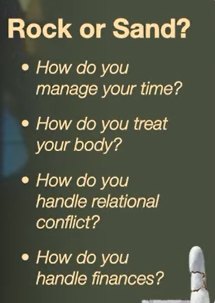 Rock or Sand?
• How do you
manage your time?
• How do you treat
your body?
• How do you
handle relational
conflict?
• How do you
handle finances?